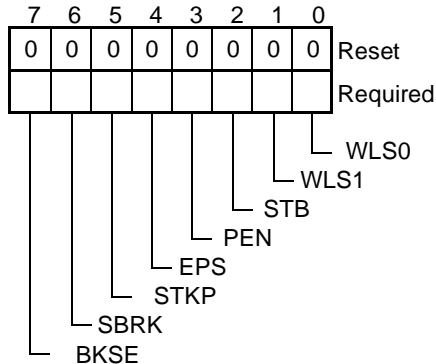 7 6 5 4 3 2 1 0
0 0 0 0 0 0 0 0 Reset
Required
WLS0
WLS1
STB
PEN
EPS
STKP
SBRK
BKSE